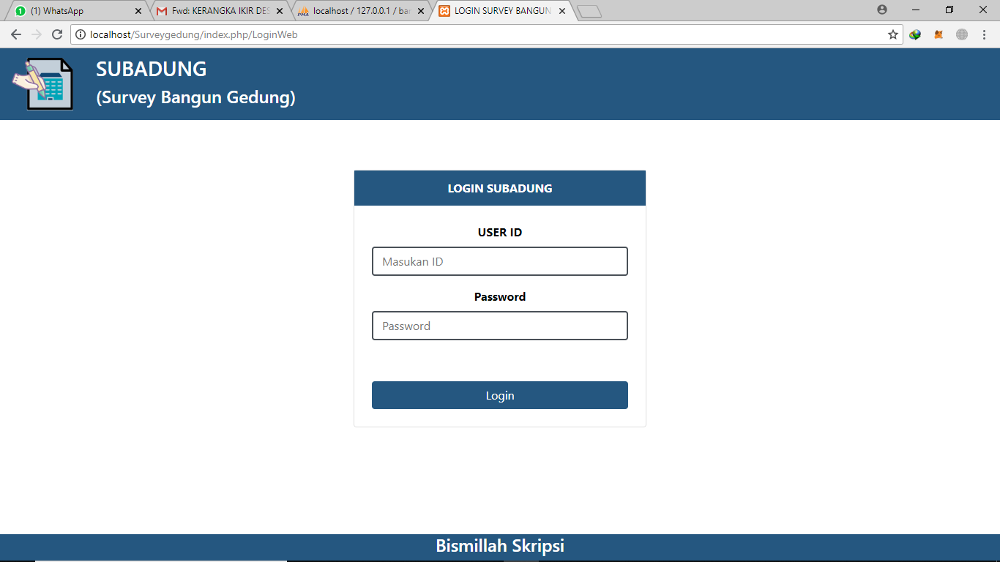 (1) WhatsApp
Fwd: KERANGKA IKIR DES
localhost / 127.0.0.1 / bar
LOGIN SURVEY BANGUN
localhost/Surveygedung/index.php/LoginWeb
SUBADUNG
(Survey Bangun Gedung)
LOGIN SUBADUNG
USER ID
Masukan ID
Password
Password
Login
Bismillah Skripsi